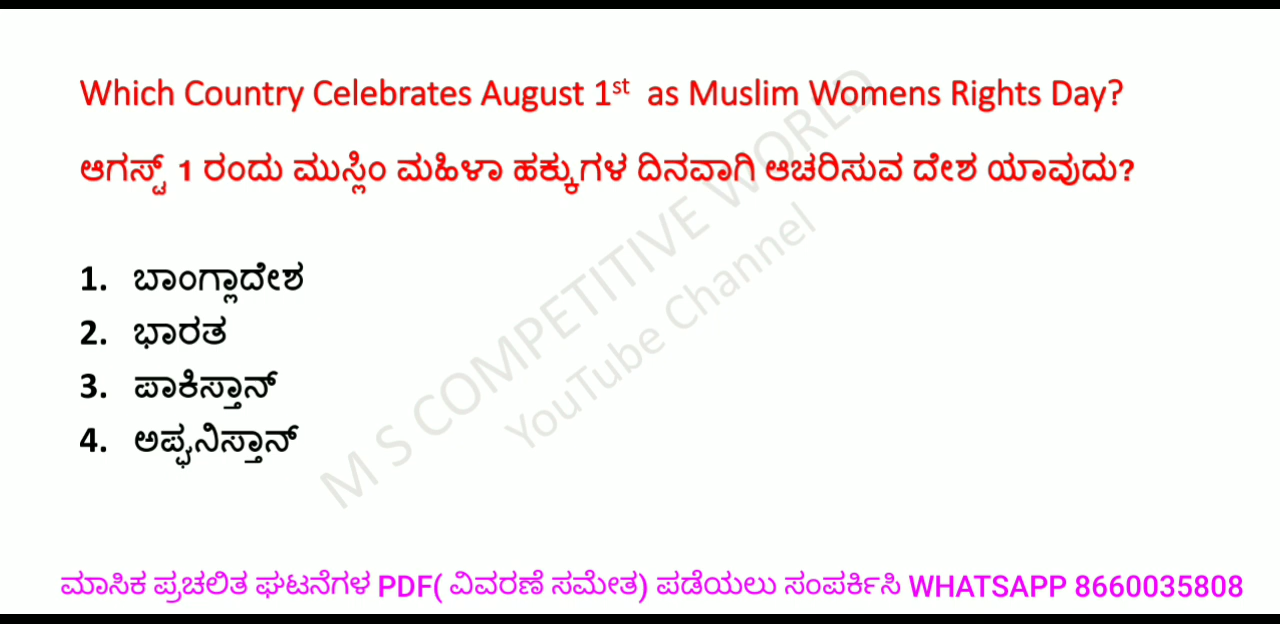 Which Country Celebrates August 1st as Muslim Womens Rights Day?
ಆಗಸ್ಟ್ 1 ರಂದು ಮುಸ್ಲಿಂ ಮಹಿಳಾ ಹಕ್ಕುಗಳ ದಿನವಾಗಿ ಆಚರಿಸುವ ದೇಶ ಯಾವುದು?
1. ಬಾಂಗ್ಲಾದೇಶ
2. ಭಾರತ
3. ಪಾಕಿಸ್ತಾನ್
4. ಅಪ್ಘನಿಸ್ತಾನ್
M S COMPETITIVE WORLD
YouTube Channel
ಮಾಸಿಕ ಪ್ರಚಲಿತ ಘಟನೆಗಳ PDF( ವಿವರಣೆ ಸಮೇತ) ಪಡೆಯಲು ಸಂಪರ್ಕಿಸಿ WHATSAPP 8660035808